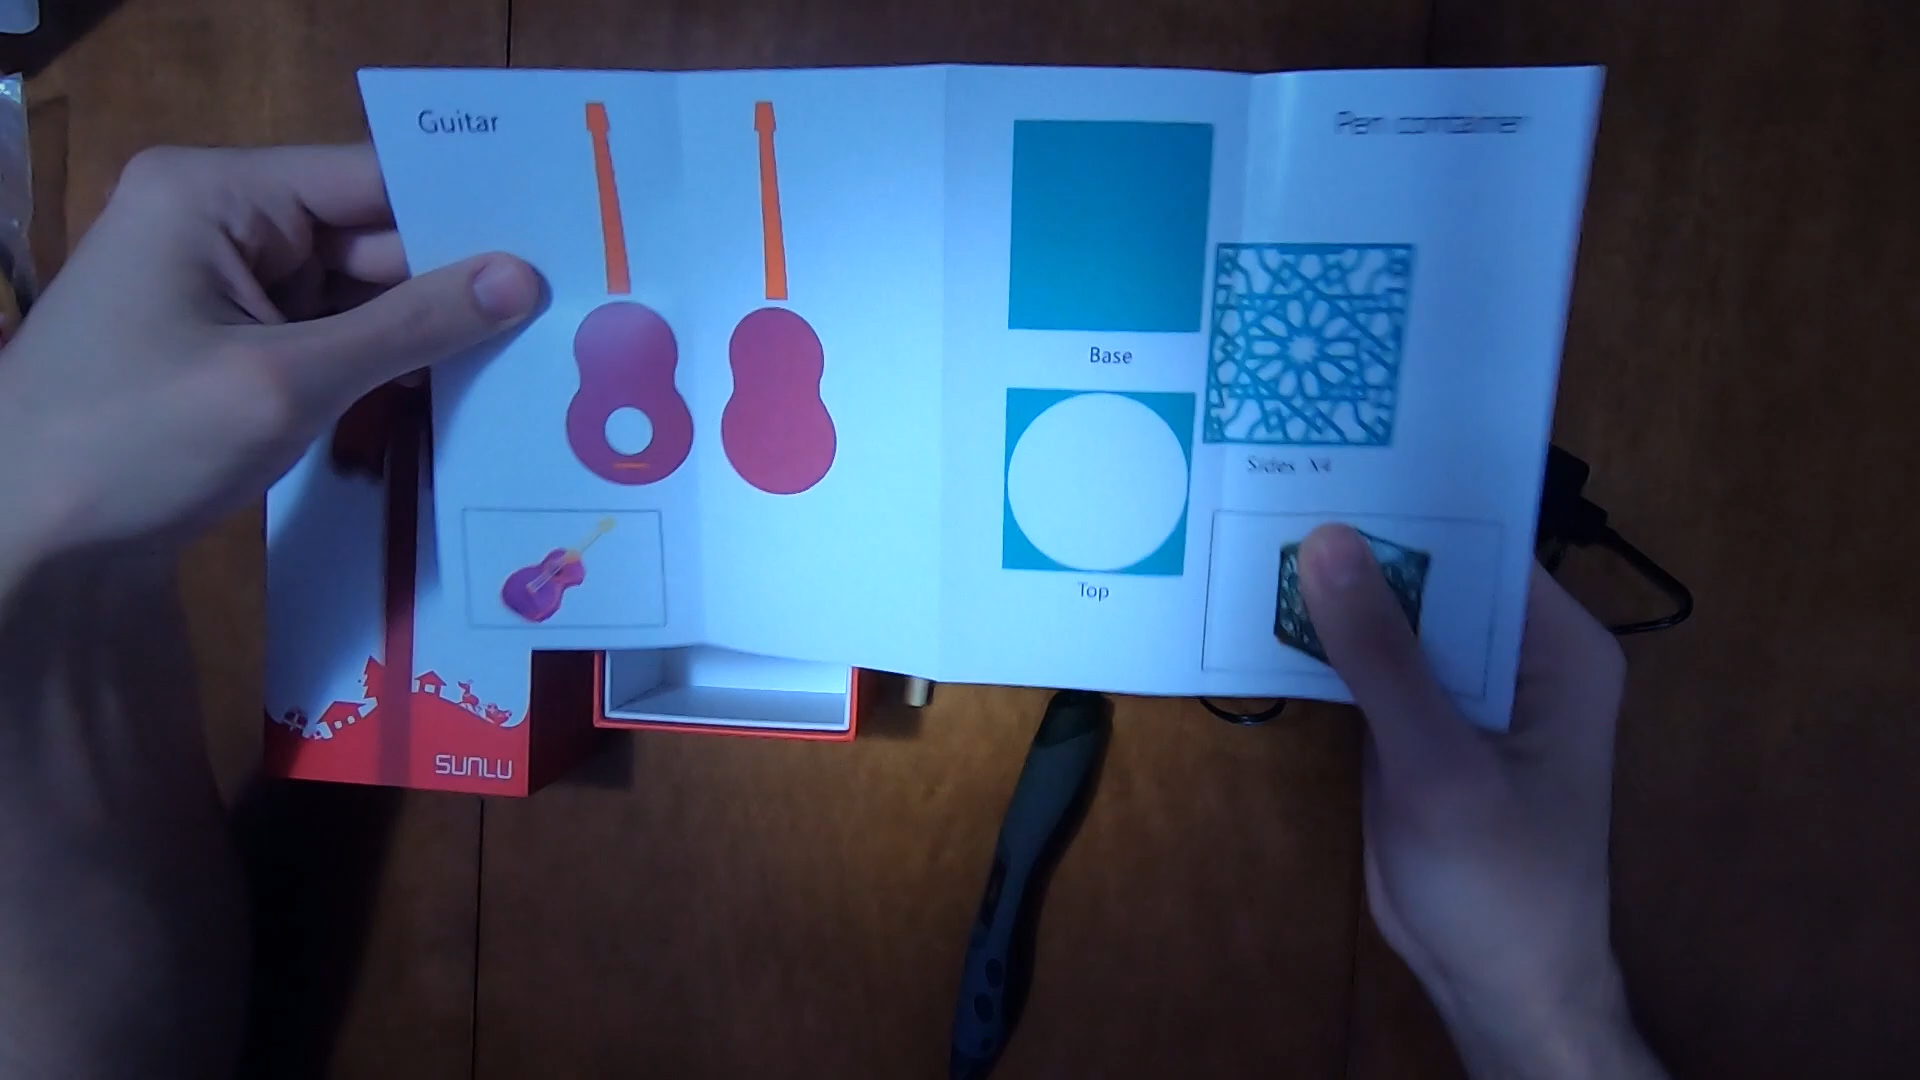 Guitar
Pen container
Base
Sides X4
Top
SUNLU